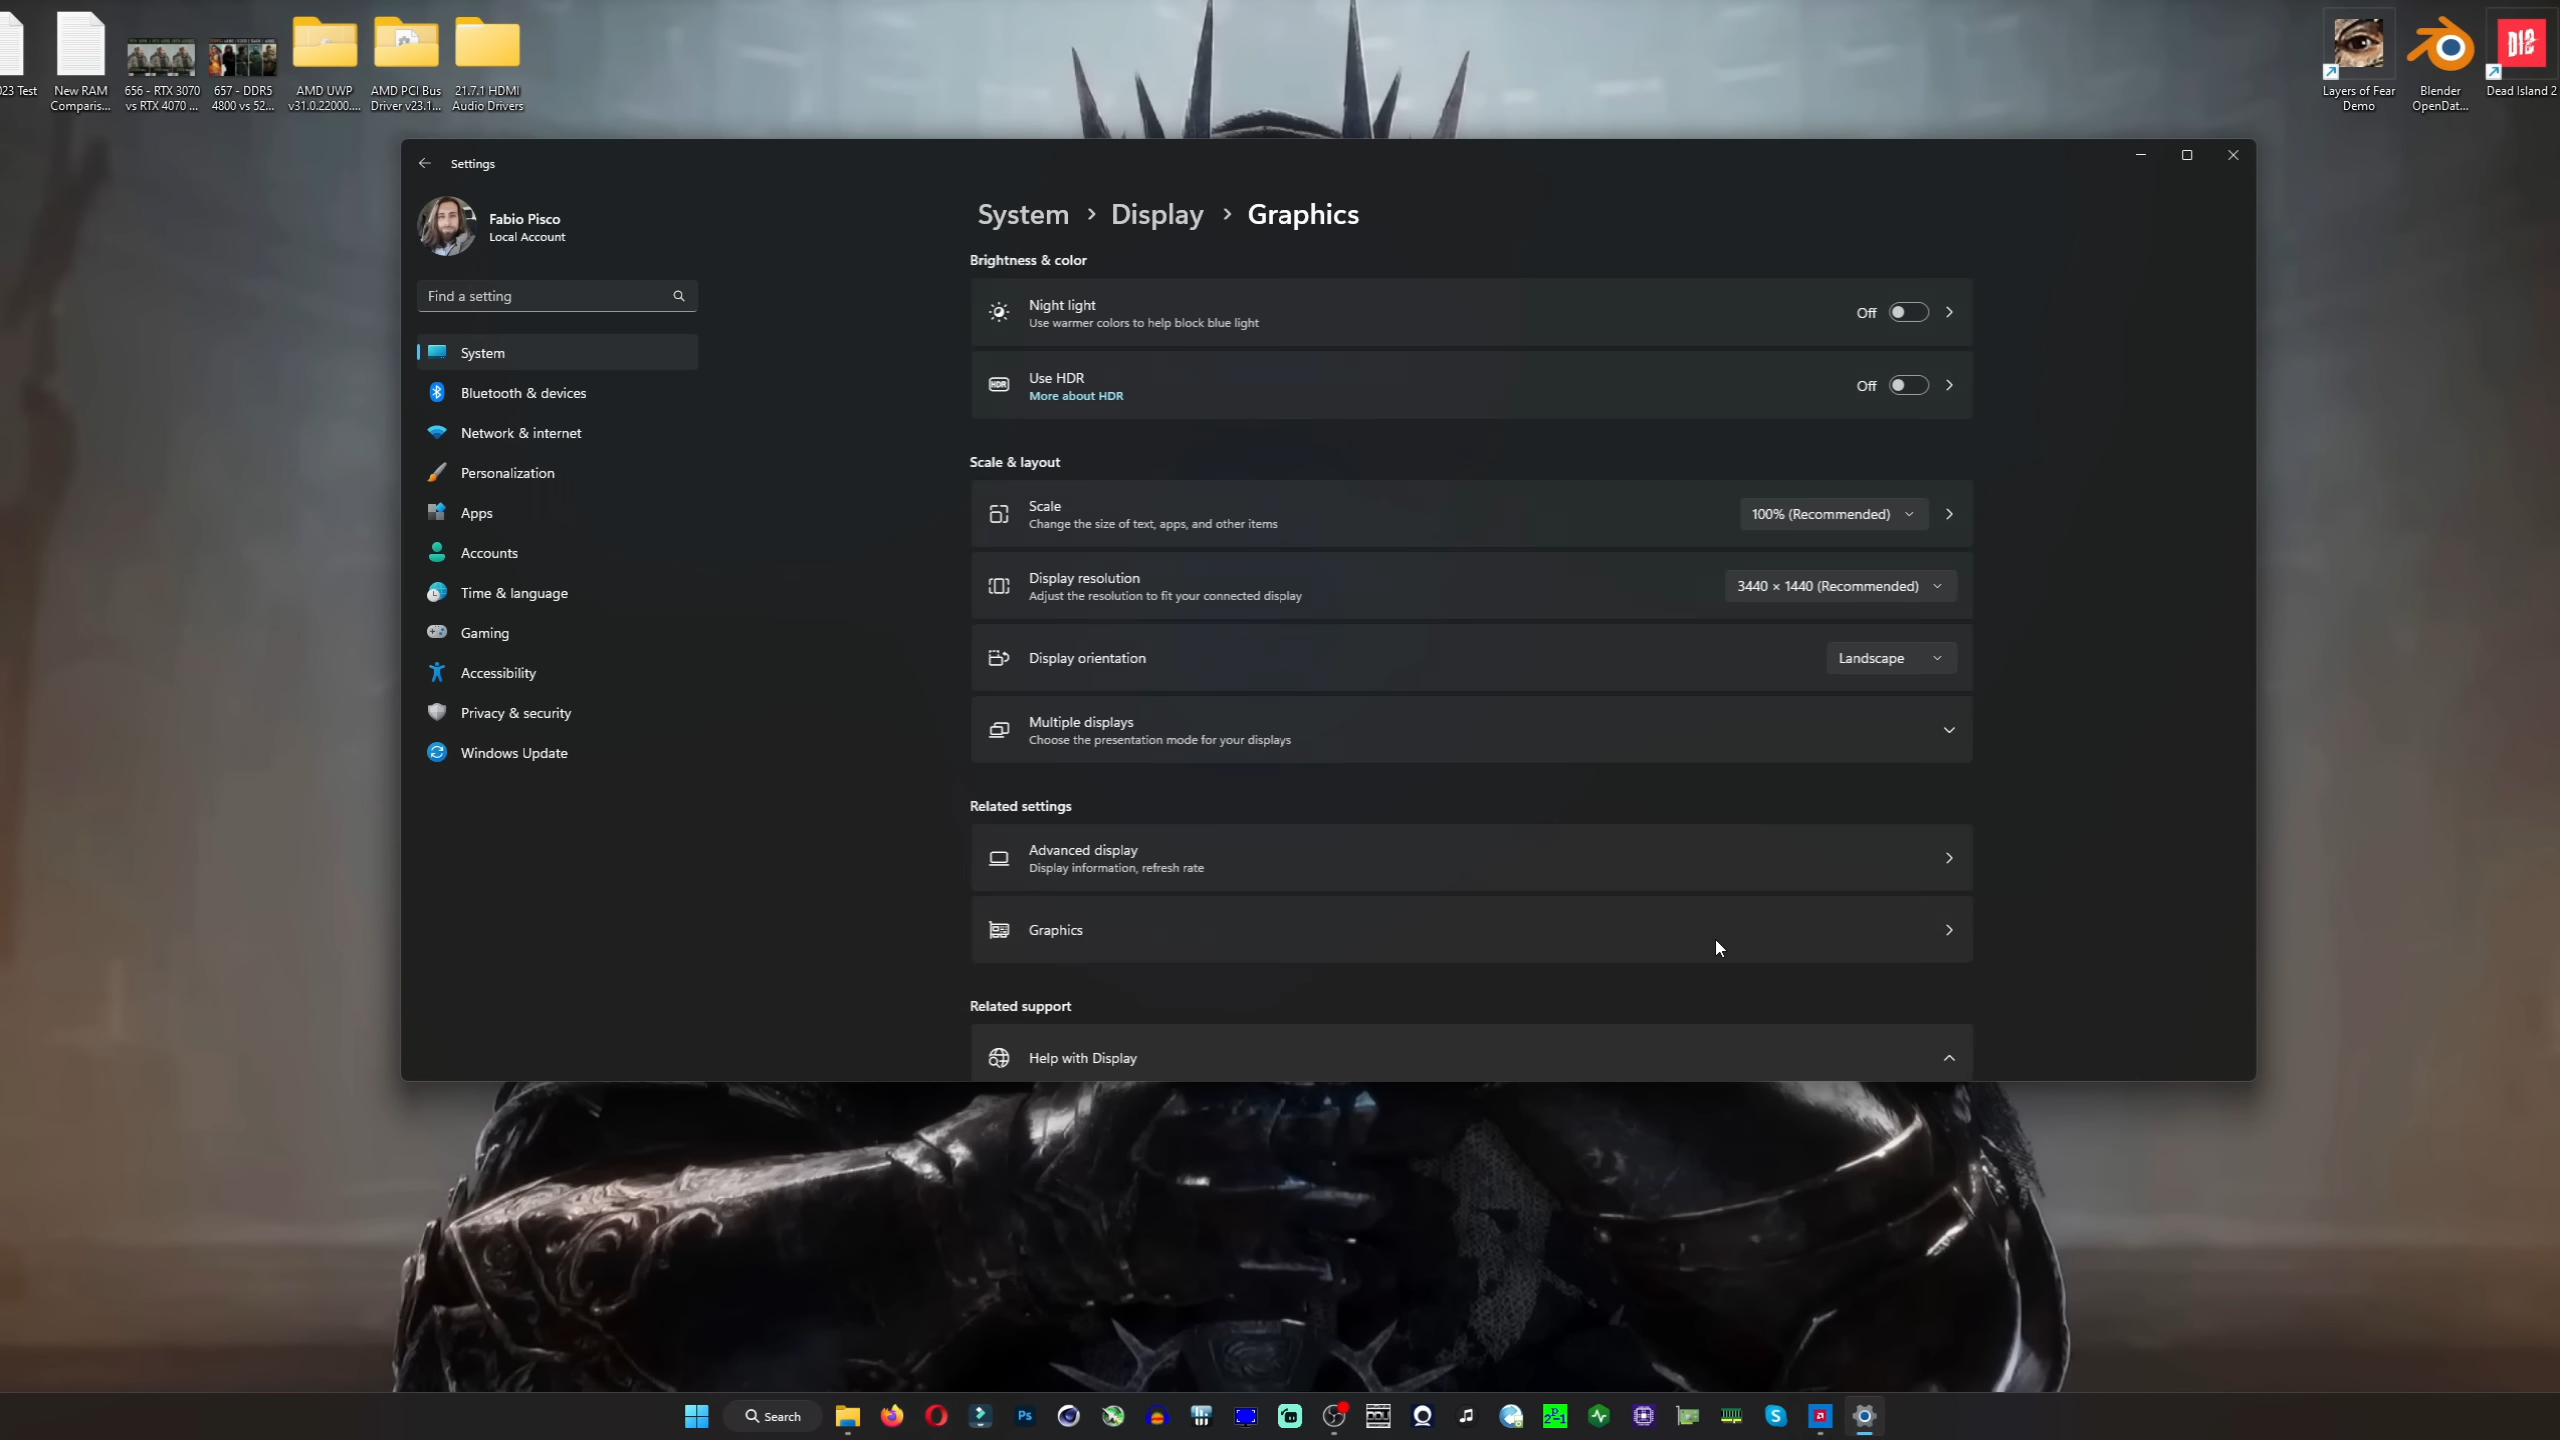 023 Test
New RAM
Comparis...
656 - RTX 3070
vs RTX 4070 ...
657 - DDR5
4800 vs 52...
AMD UWP
v31.0.22000....
AMD PCI Bus
Driver v23.1...
21.7.1 HDMI
Audio Drivers
Layers of Fear
Demo
Blender
OpenDat...
Dead Island 2
Settings
Fabio Pisco
Local Account
Find a setting
System
Bluetooth & devices
Network & internet
Personalization
Apps
Accounts
Time & language
Gaming
Accessibility
Privacy & security
Windows Update
System > Display > Graphics
Brightness & color
Night light
Use warmer colors to help block blue light
Off
Use HDR
More about HDR
Off
Scale & layout
Scale
Change the size of text, apps, and other items
100% (Recommended)
Display resolution
Adjust the resolution to fit your connected display
3440 × 1440 (Recommended)
Display orientation
Landscape
Multiple displays
Choose the presentation mode for your displays
Related settings
Advanced display
Display information, refresh rate
Graphics
Related support
Help with Display
Search
Ps